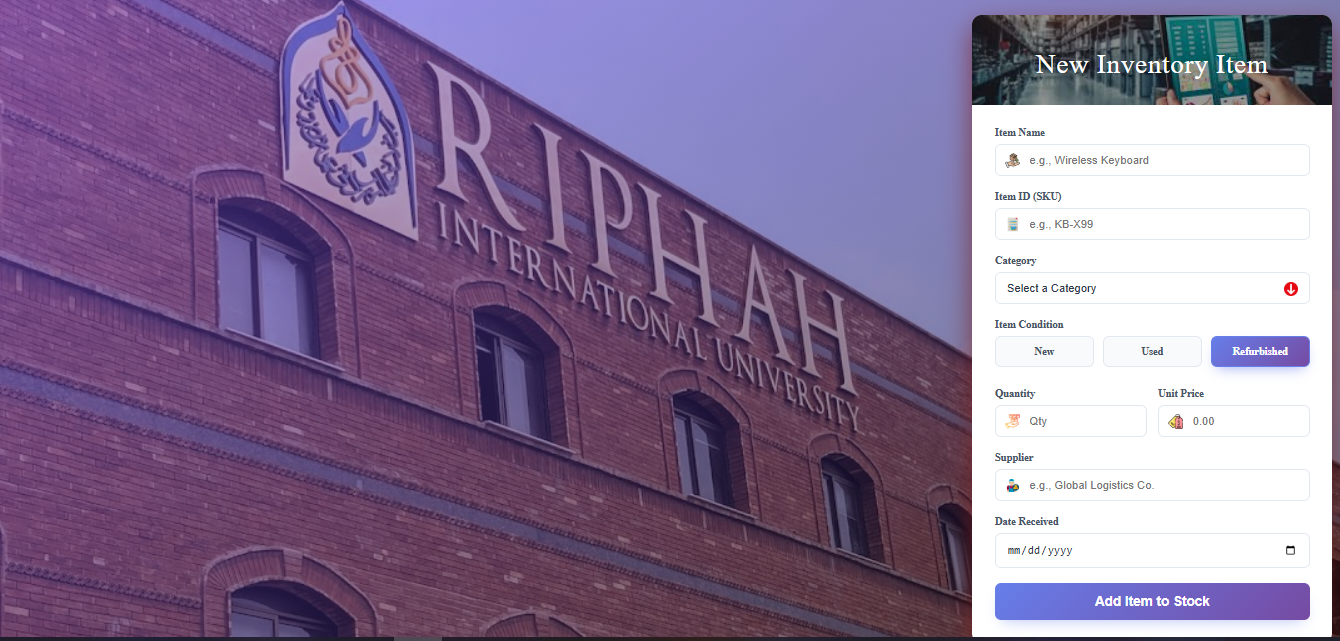 RIPHAH
INTERNATIONAL UNIVERSITY
New Inventory Item
Item Name
e.g., Wireless Keyboard
Item ID (SKU)
e.g., KB-X99
Category
Select a Category
Item Condition
New
Used
Refurbished
Quantity
Unit Price
Qty
0.00
Supplier
e.g., Global Logistics Co.
Date Received
mm/dd/yyyy
Add Item to Stock